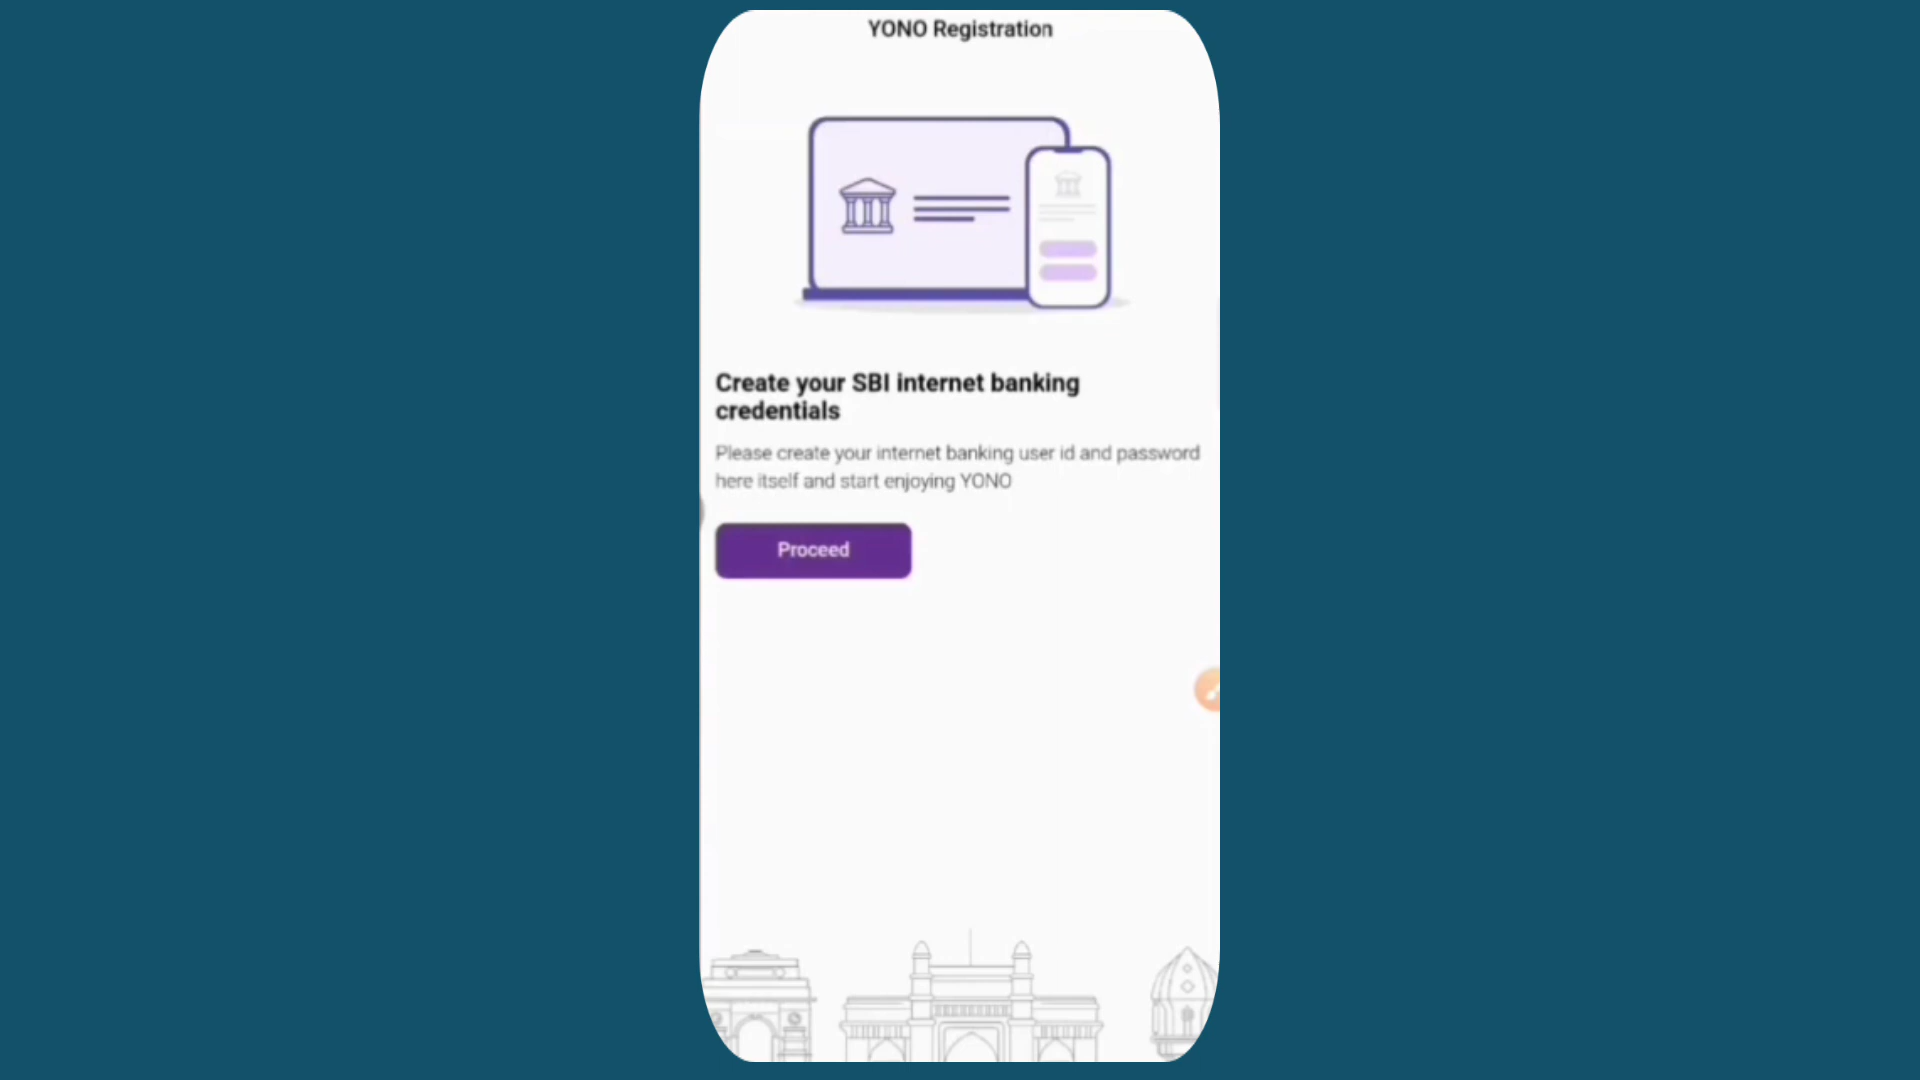 YONO Registration
Create your SBI internet banking
credentials
Please create your internet banking user id and password
here itself and start enjoying YONO
Proceed